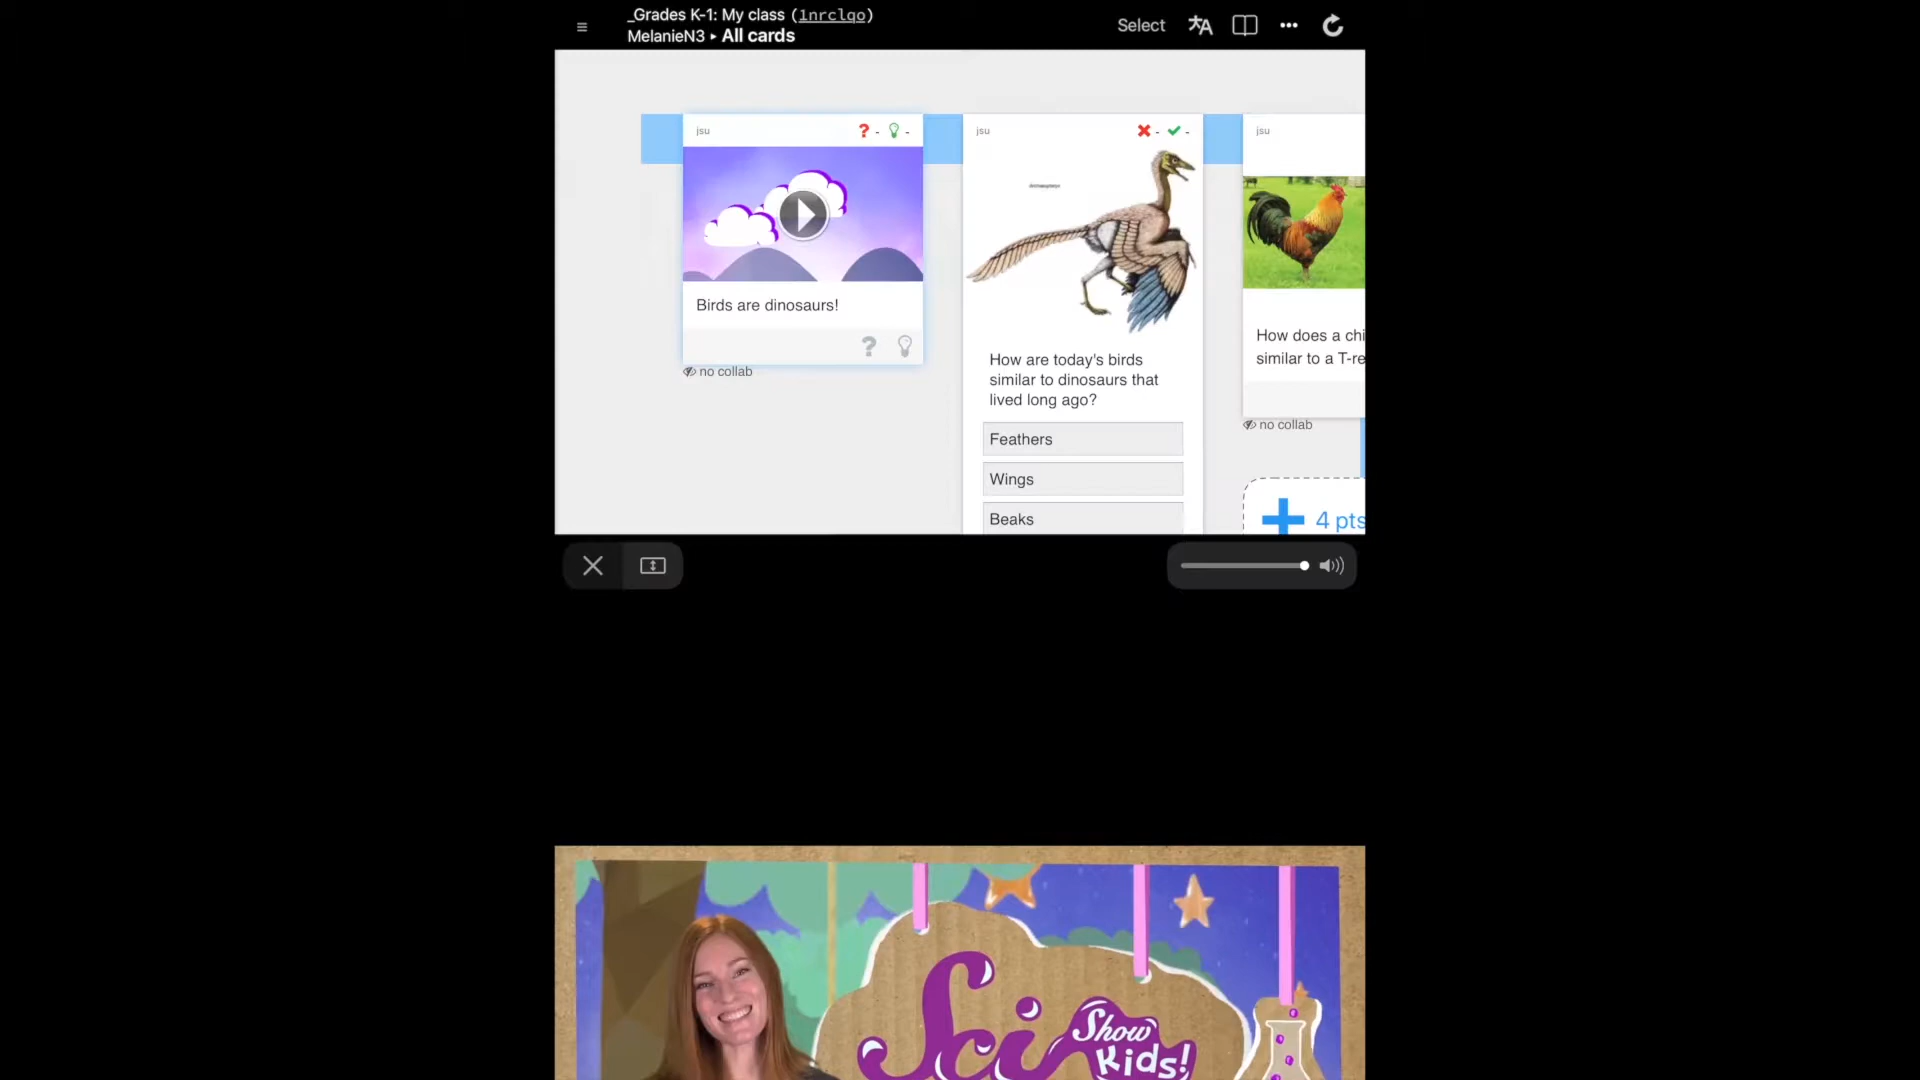 _Grades K-1: My class (1nrclqo)
MelanieN3 ▸ All cards
Select
jsu
? -
-
Birds are dinosaurs!
?
no collab
jsu
- -
How are today's birds
similar to dinosaurs that
lived long ago?
Feathers
Wings
Beaks
jsu
How does a chi
similar to a T-re
no collab
4 pts
Sci
Show
Kids!